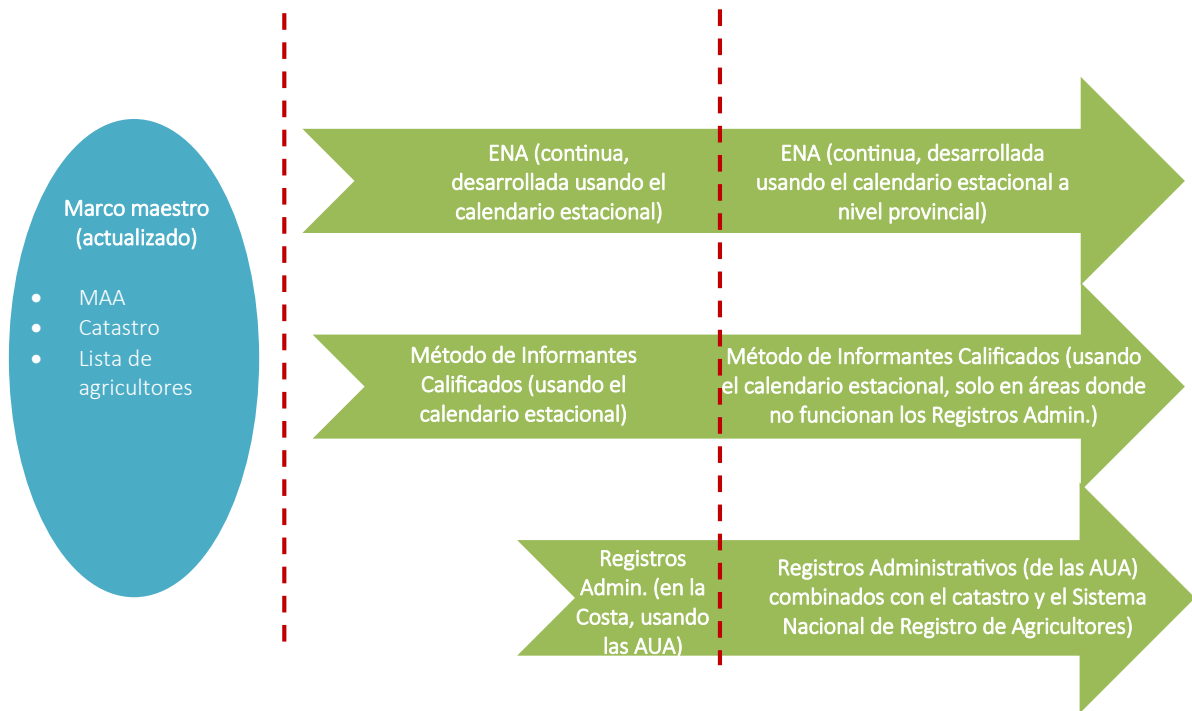 Marco maestro
(actualizado)
• MAA
• Catastro
• Lista de
agricultores
ENA (continua,
desarrollada usando el
calendario estacional)
ENA (continua, desarrollada
usando el calendario estacional a
nivel provincial)
Método de Informantes
Calificados (usando el
calendario estacional)
Método de Informantes Calificados (usando
el calendario estacional, solo en áreas donde
no funcionan los Registros Admin.)
Registros
Admin. (en la
Costa, usando
las AUA)
Registros Administrativos (de las AUA)
combinados con el catastro y el Sistema
Nacional de Registro de Agricultores)